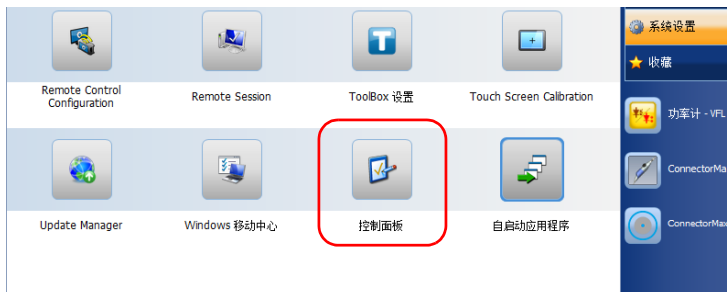 Remote Control
Configuration
Remote Session
ToolBox 设置
Touch Screen Calibration
Update Manager
Windows 移动中心
控制面板
自启动应用程序
系统设置
收藏
功率计 - VFL
ConnectorMa
ConnectorMax